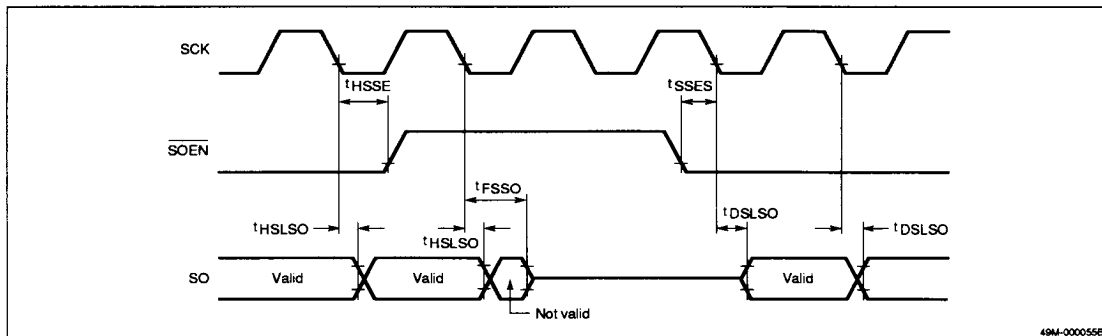 SCK
tHSSE
tSSES
SOEN
tFSSO
tHSLSO
tHSLSO
tDSLSO
tDSLSO
SO
Valid
Valid
Valid
Not valid
49M-000055B